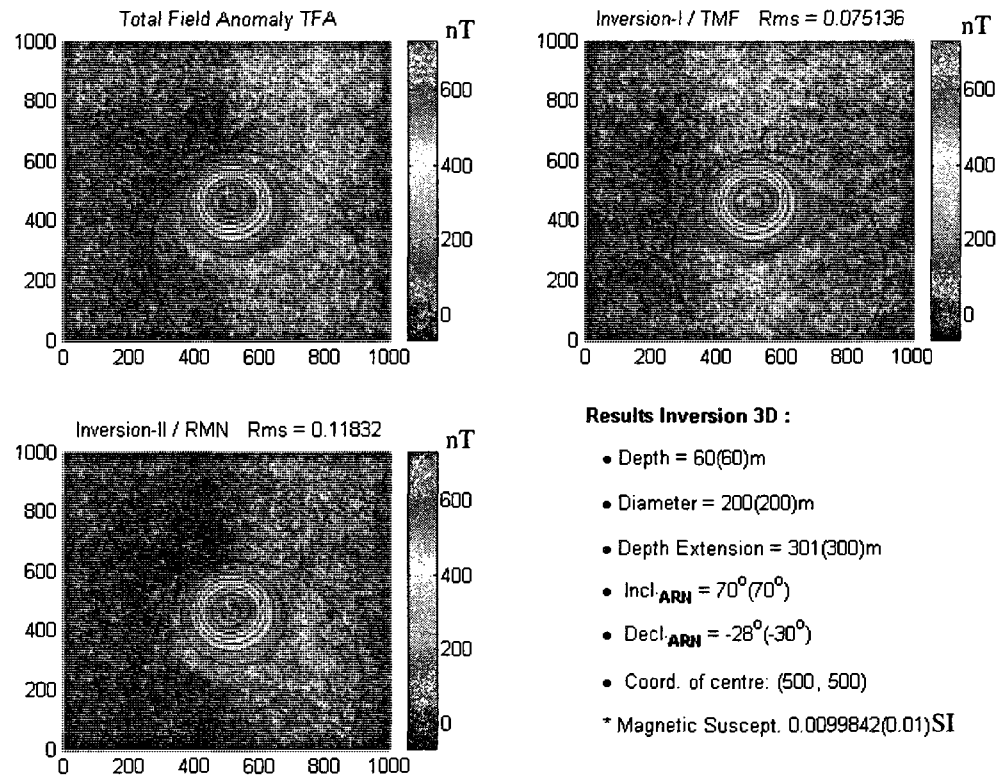 Total Field Anomaly TFA
nT
1000
800
600
400
200
0
0 200 400 600 800 1000
600
400
200
0
Inversion-I / TMF Rms = 0.075136
nT
1000
800
600
400
200
0
0 200 400 600 800 1000
600
400
200
0
Inversion-II / RMN Rms = 0.11832
nT
1000
800
600
400
200
0
0 200 400 600 800 1000
600
400
200
0
Results Inversion 3D :
• Depth = 60(60)m
• Diameter = 200(200)m
• Depth Extension = 301(300)m
• Incl.ARN = 70°(70°)
• Decl.ARN = -28°(-30°)
• Coord. of centre: (500, 500)
* Magnetic Suscept. 0.0099842(0.01)SI